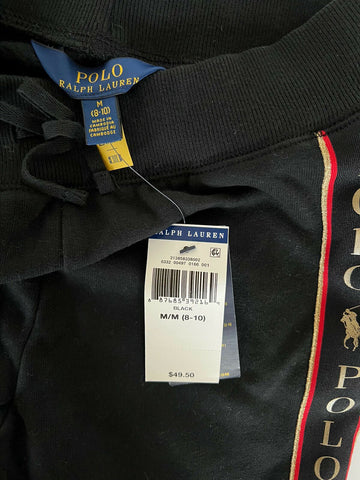 POLO
RALPH LAUREN
M
(8-10)
MADE IN
CAMBODIA
FABRIQUÉ AU
CAMBODGE
RALPH LAUREN
BLACK
M/M (8-10)
$49.50
POLO
POLO